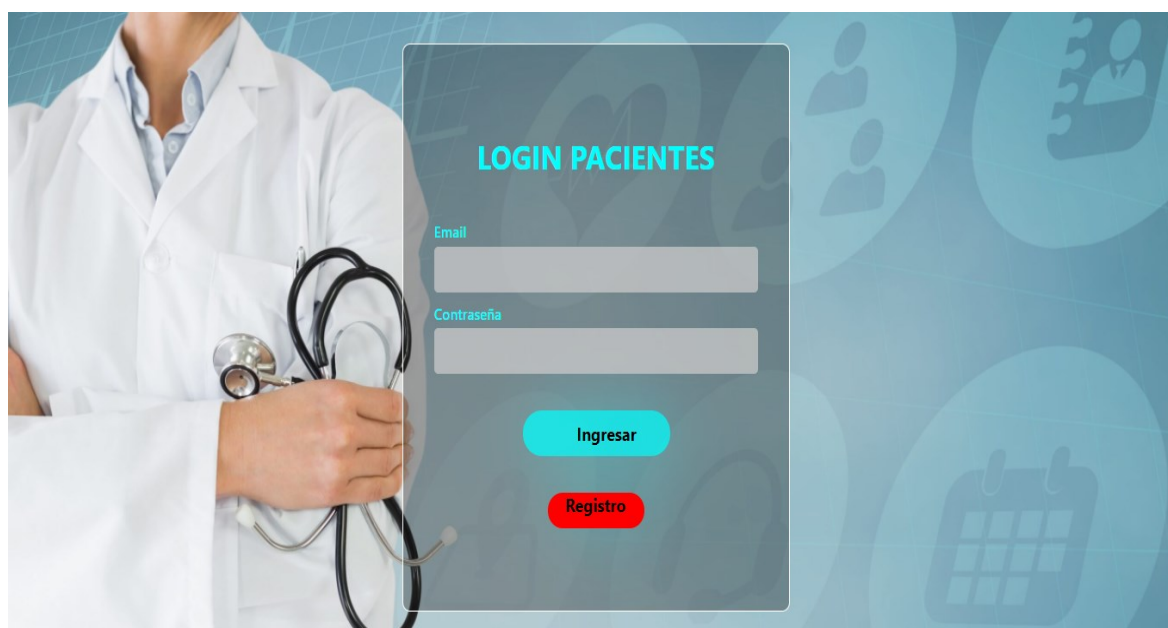 LOGIN PACIENTES
Email
Contraseña
Ingresar
Registro